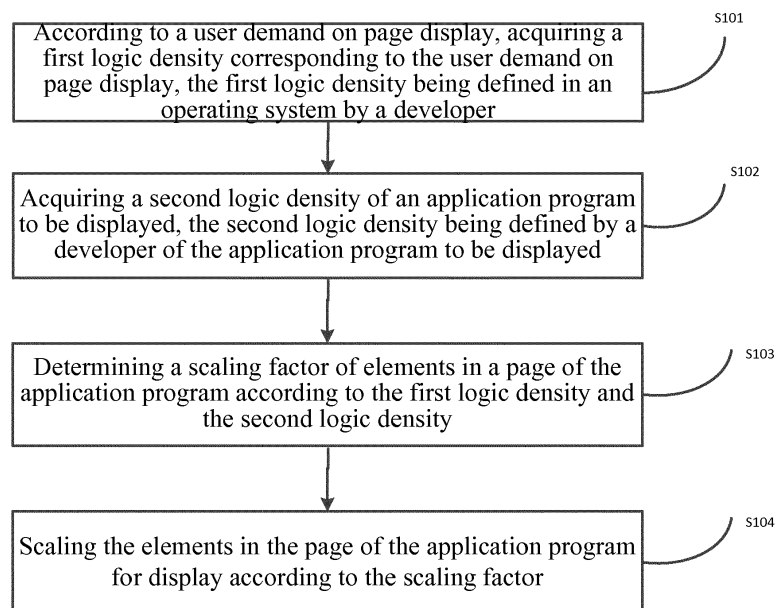 S101
According to a user demand on page display, acquiring a
first logic density corresponding to the user demand on
page display, the first logic density being defined in an
operating system by a developer
S102
Acquiring a second logic density of an application program
to be displayed, the second logic density being defined by a
developer of the application program to be displayed
S103
Determining a scaling factor of elements in a page of the
application program according to the first logic density and
the second logic density
S104
Scaling the elements in the page of the application program
for display according to the scaling factor